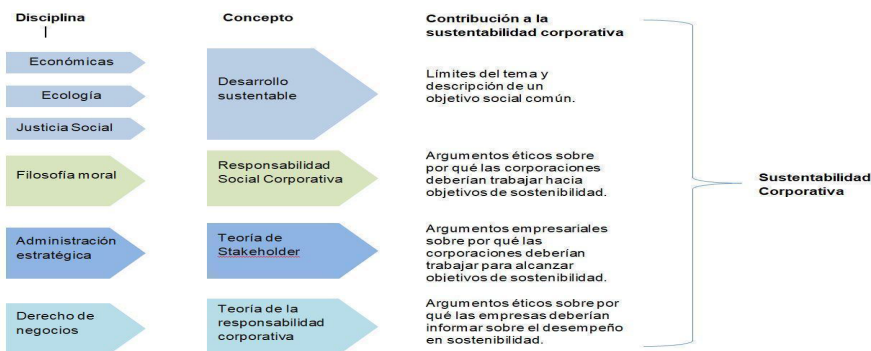 Disciplina
Concepto
Contribución a la
sustentabilidad corporativa
Económicas
Ecología
Justicia Social
Desarrollo
sustentable
Límites del tema y
descripción de un
objetivo social común.
Filosofía moral
Responsabilidad
Social Corporativa
Argumentos éticos sobre
por qué las corporaciones
deberían trabajar hacia
objetivos de sostenibilidad.
Administración
estratégica
Teoría de
Stakeholder
Argumentos empresariales
sobre por qué las
corporaciones deberían
trabajar para alcanzar
objetivos de sostenibilidad.
Derecho de
negocios
Teoría de la
responsabilidad
corporativa
Argumentos éticos sobre por
qué las empresas deberían
informar sobre el desempeño
en sostenibilidad.
Sustentabilidad
Corporativa